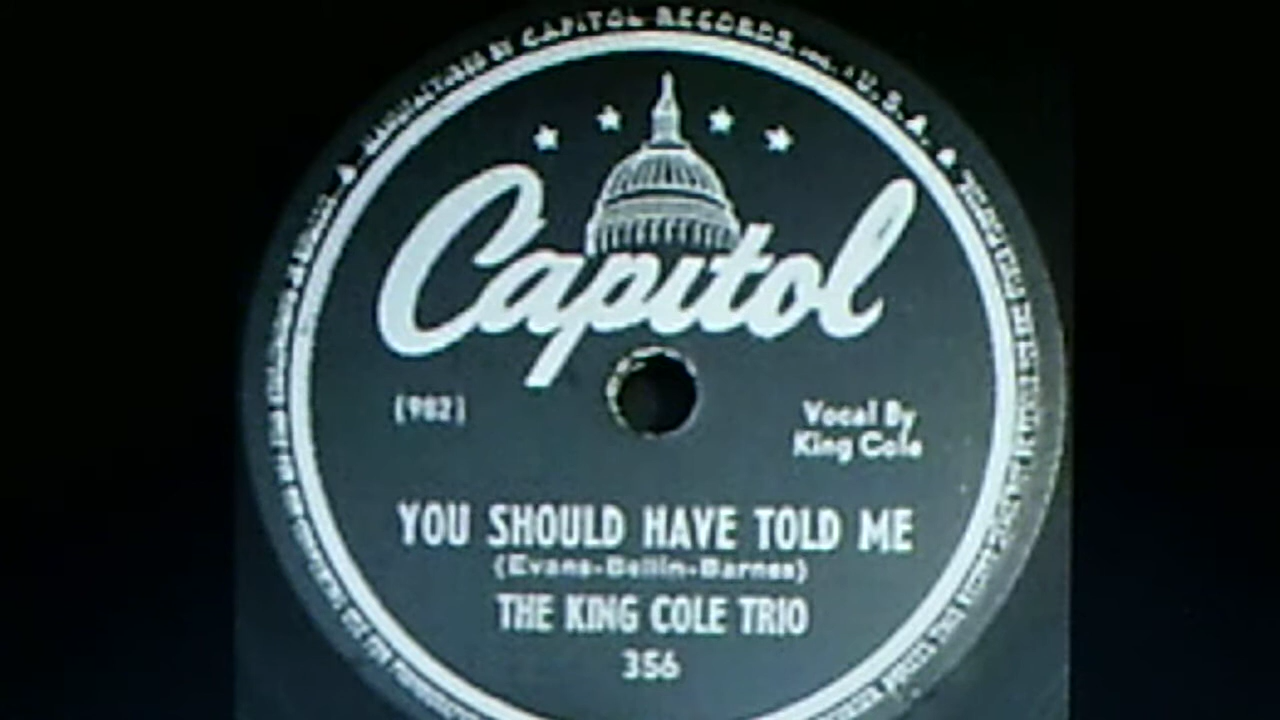 MANUFACTURED BY CAPITOL RECORDS, INC. U.S.A.
Capitol
(982)
Vocal By
King Cole
YOU SHOULD HAVE TOLD ME
(Evans-Bellin-Barnes)
THE KING COLE TRIO
356